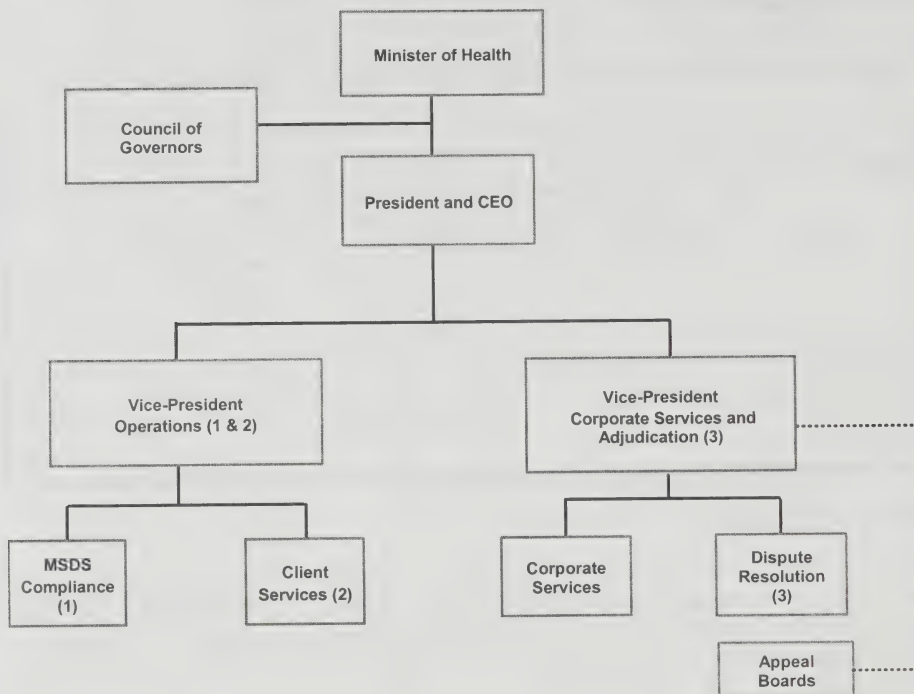 Minister of Health
Council of
Governors
President and CEO
Vice-President
Operations (1 & 2)
Vice-President
Corporate Services and
Adjudication (3)
MSDS
Compliance
(1)
Client
Services (2)
Corporate
Services
Dispute
Resolution
(3)
Appeal
Boards